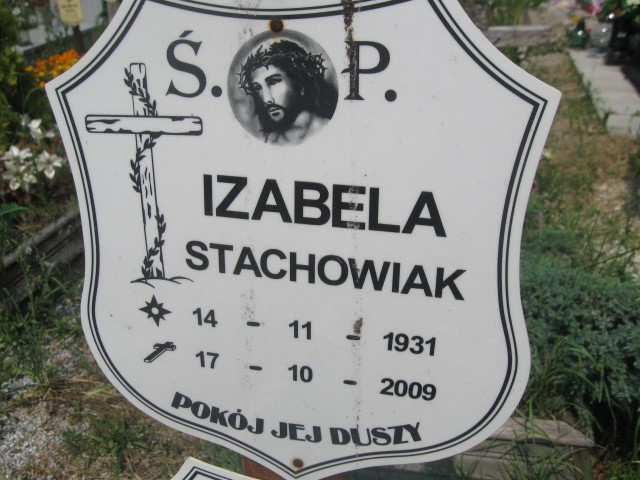 Ś. P.
IZABELA
STACHOWIAK
14 - 11 - 1931
17 - 10 - 2009
POKÓJ JEJ DUSZY